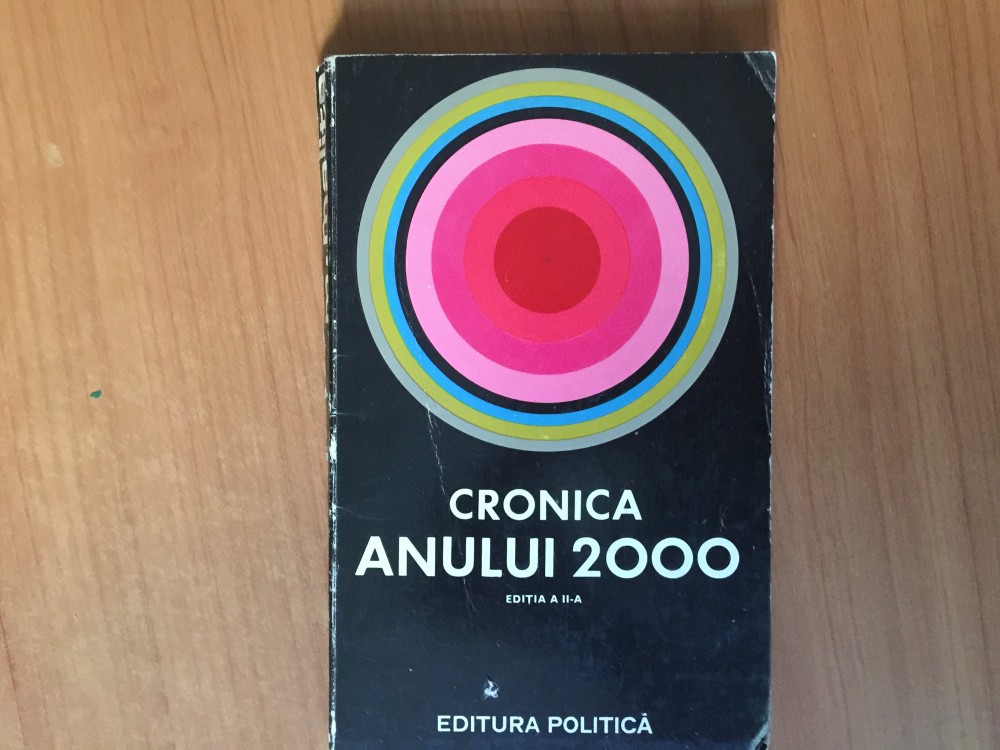 CRONICA
ANULUI 2000
EDIȚIA A II-A
EDITURA POLITICĂ